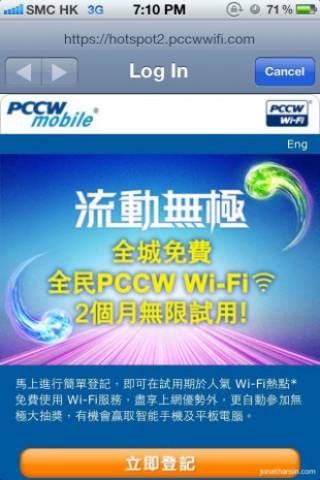 SMC HK 3G 7:10 PM 71%
https://hotspot2.pccwwifi.com
Log In
Cancel
PCCW mobile®
PCCW Wi-Fi
Eng
流動無極
全城免費
全民PCCW Wi-Fi
2個月無限試用!
馬上進行簡單登記，即可在試用期於人氣 Wi-Fi熱點*
免費使用 Wi-Fi服務，盡享上網優勢外，更自動參加無
極大抽獎，有機會贏取智能手機及平板電腦。
立即登記
jonathansin.com